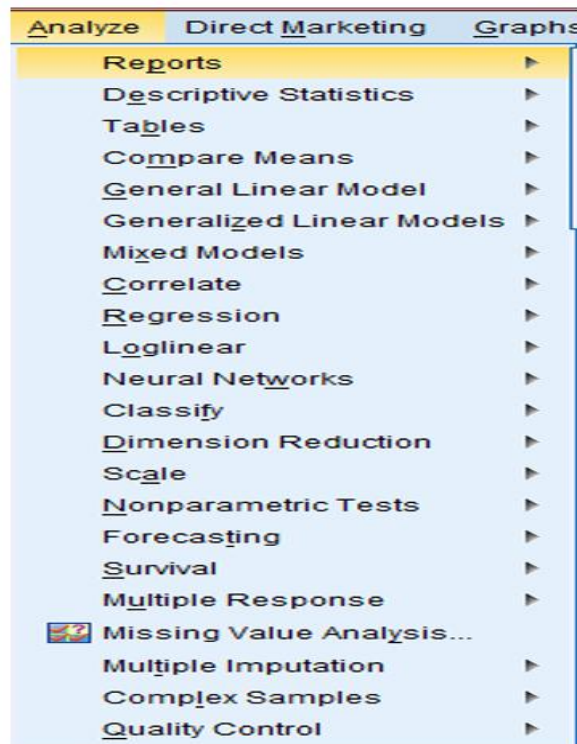 Analyze Direct Marketing Graphs
Reports
Descriptive Statistics
Tables
Compare Means
General Linear Model
Generalized Linear Models
Mixed Models
Correlate
Regression
Loglinear
Neural Networks
Classify
Dimension Reduction
Scale
Nonparametric Tests
Forecasting
Survival
Multiple Response
Missing Value Analysis...
Multiple Imputation
Complex Samples
Quality Control